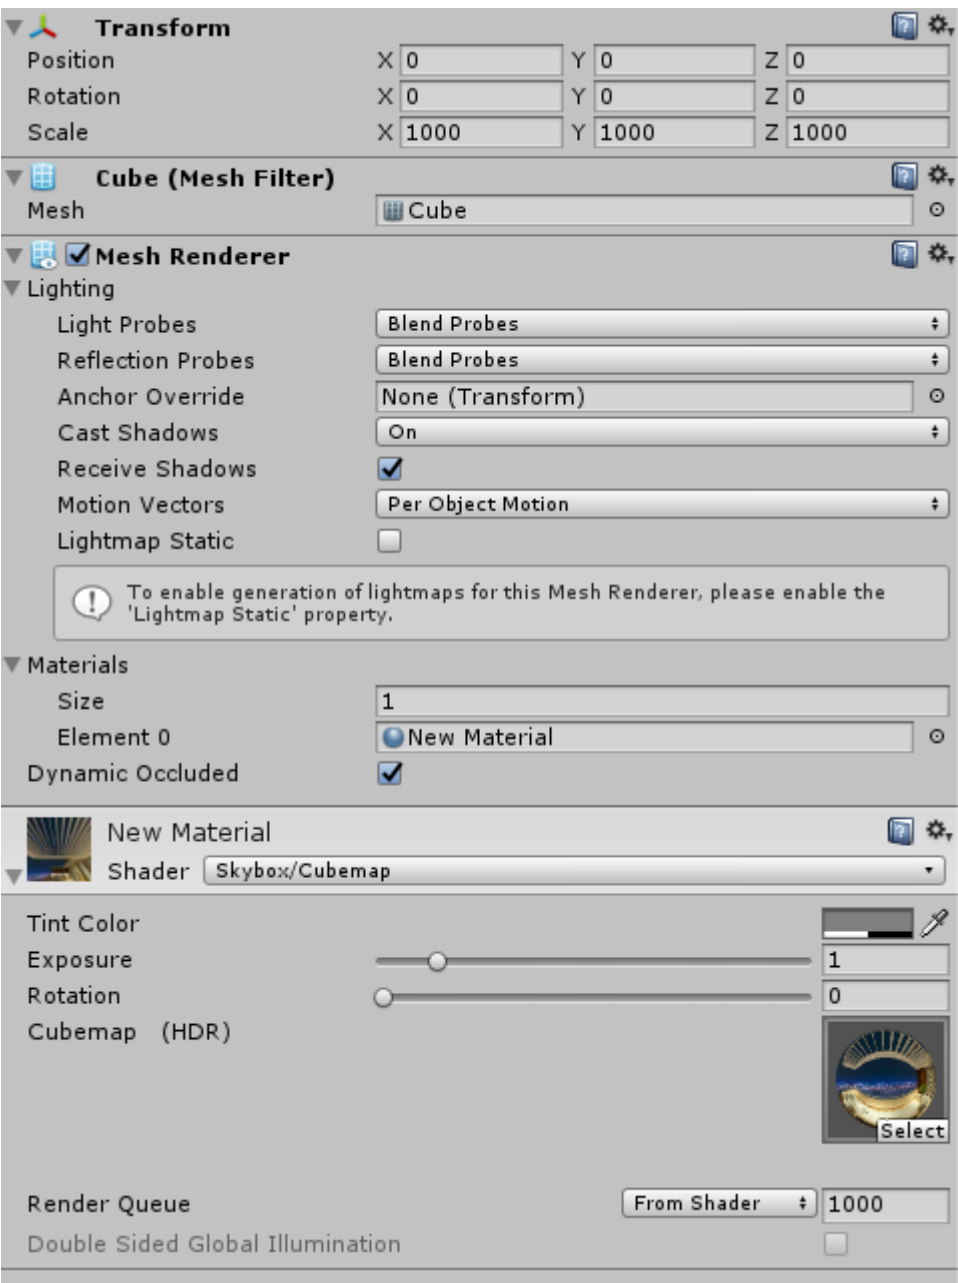 Transform
Position X 0 Y 0 Z 0
Rotation X 0 Y 0 Z 0
Scale X 1000 Y 1000 Z 1000
Cube (Mesh Filter)
Mesh Cube
Mesh Renderer
Lighting
Light Probes Blend Probes
Reflection Probes Blend Probes
Anchor Override None (Transform)
Cast Shadows On
Receive Shadows
Motion Vectors Per Object Motion
Lightmap Static
To enable generation of lightmaps for this Mesh Renderer, please enable the
'Lightmap Static' property.
Materials
Size 1
Element 0 New Material
Dynamic Occluded
New Material
Shader Skybox/Cubemap
Tint Color
Exposure 1
Rotation 0
Cubemap (HDR)
Select
Render Queue From Shader 1000
Double Sided Global Illumination